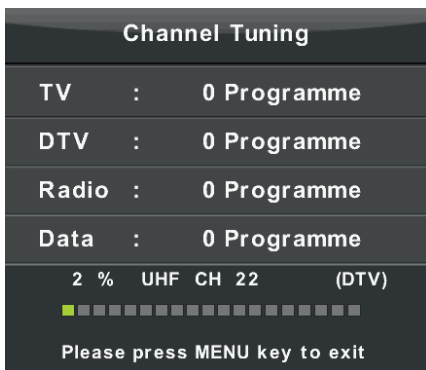 Channel Tuning
TV : 0 Programme
DTV : 0 Programme
Radio : 0 Programme
Data : 0 Programme
2 % UHF CH 22 (DTV)
Please press MENU key to exit